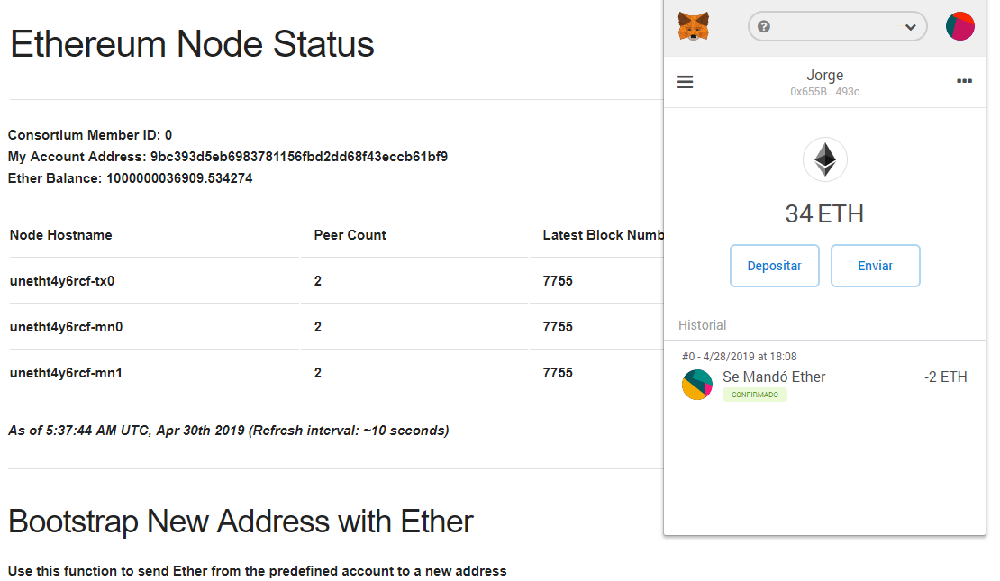 Ethereum Node Status
Consortium Member ID: 0
My Account Address: 9bc393d5eb6983781156fbd2dd68f43eccb61bf9
Ether Balance: 1000000036909.534274
Node Hostname Peer Count Latest Block Numb
unetht4y6rcf-tx0 2 7755
unetht4y6rcf-mn0 2 7755
unetht4y6rcf-mn1 2 7755
As of 5:37:44 AM UTC, Apr 30th 2019 (Refresh interval: ~10 seconds)
Bootstrap New Address with Ether
Use this function to send Ether from the predefined account to a new address
?
Jorge
0x655B...493c
34 ETH
Depositar Enviar
Historial
#0 - 4/28/2019 at 18:08
Se Mandó Ether -2 ETH
CONFIRMADO